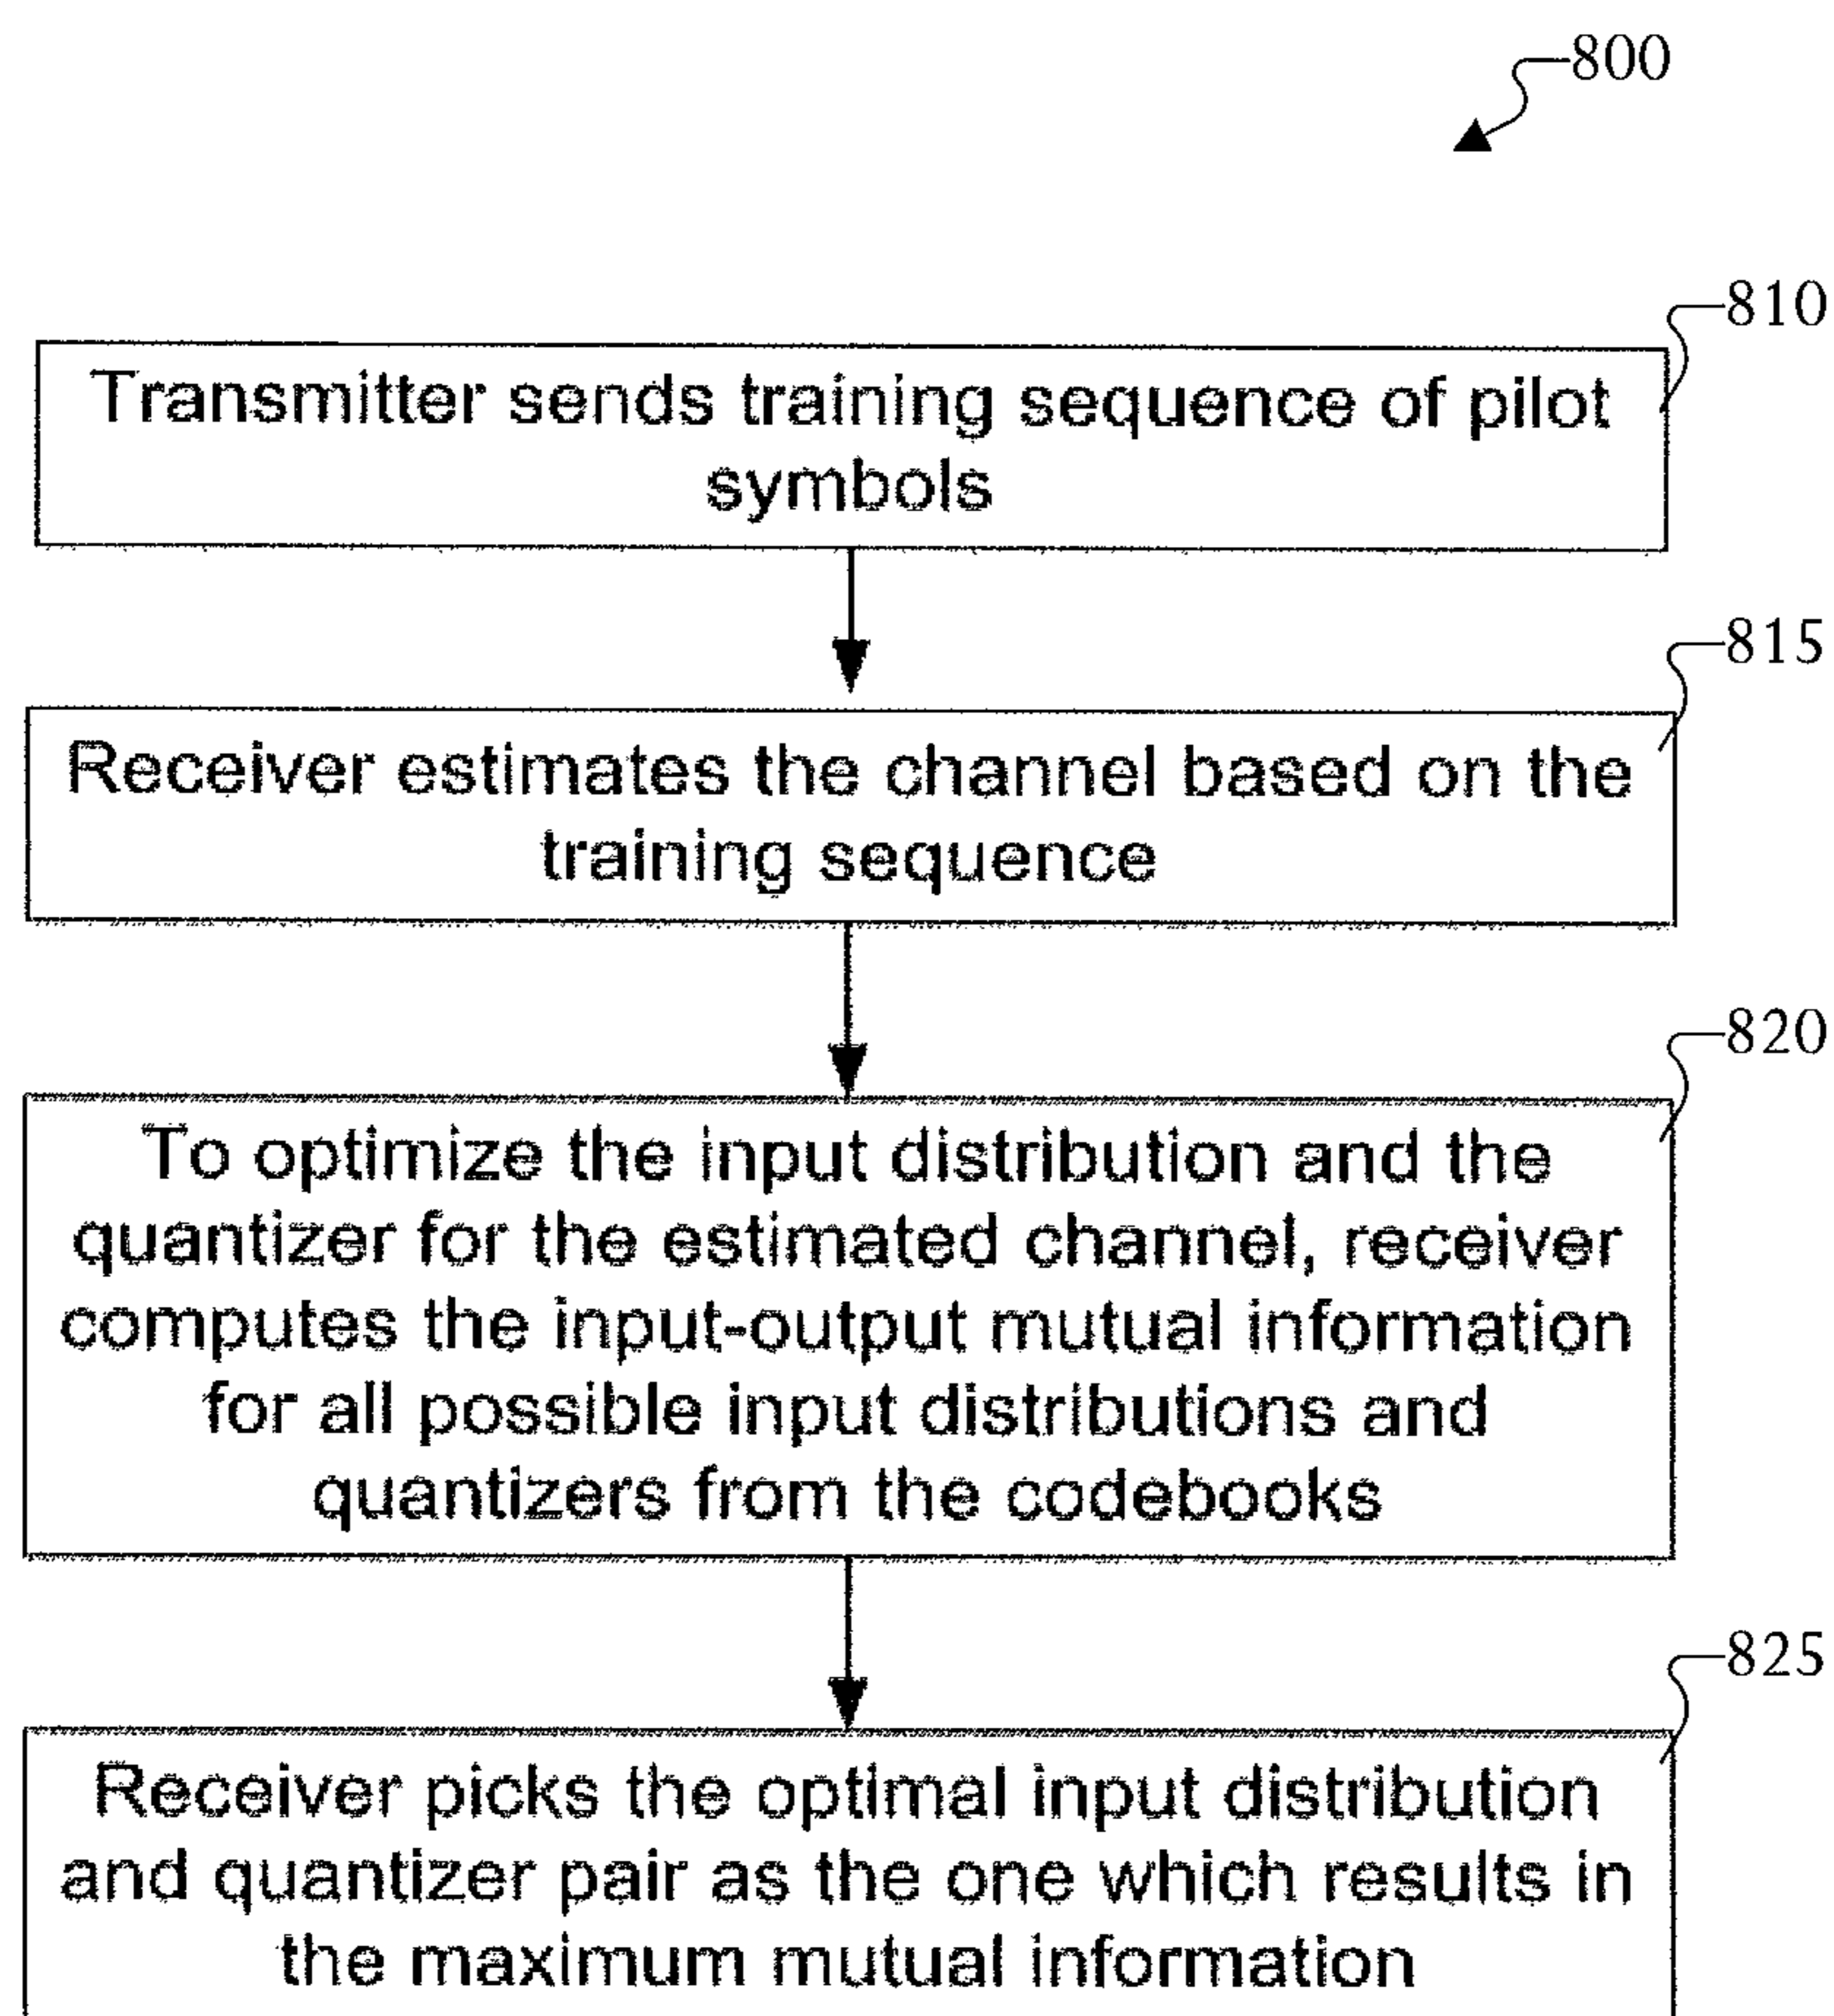 800
810
Transmitter sends training sequence of pilot
symbols
815
Receiver estimates the channel based on the
training sequence
820
To optimize the input distribution and the
quantizer for the estimated channel, receiver
computes the input-output mutual information
for all possible input distributions and
quantizers from the codebooks
825
Receiver picks the optimal input distribution
and quantizer pair as the one which results in
the maximum mutual information